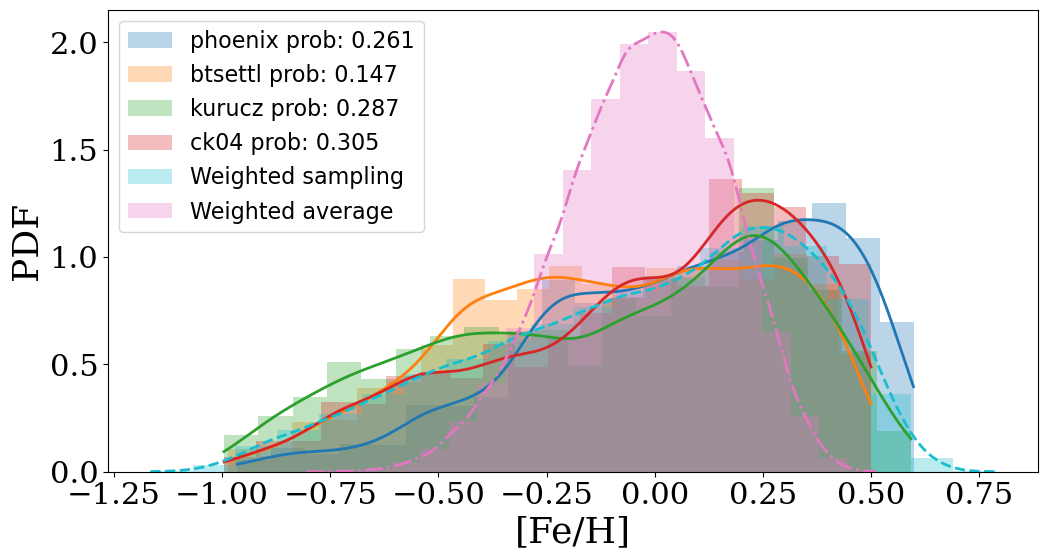 phoenix prob: 0.261
btsettl prob: 0.147
kurucz prob: 0.287
ck04 prob: 0.305
Weighted sampling
Weighted average
PDF
2.0
1.5
1.0
0.5
0.0
−1.25 −1.00 −0.75 −0.50 −0.25 0.00 0.25 0.50 0.75
[Fe/H]